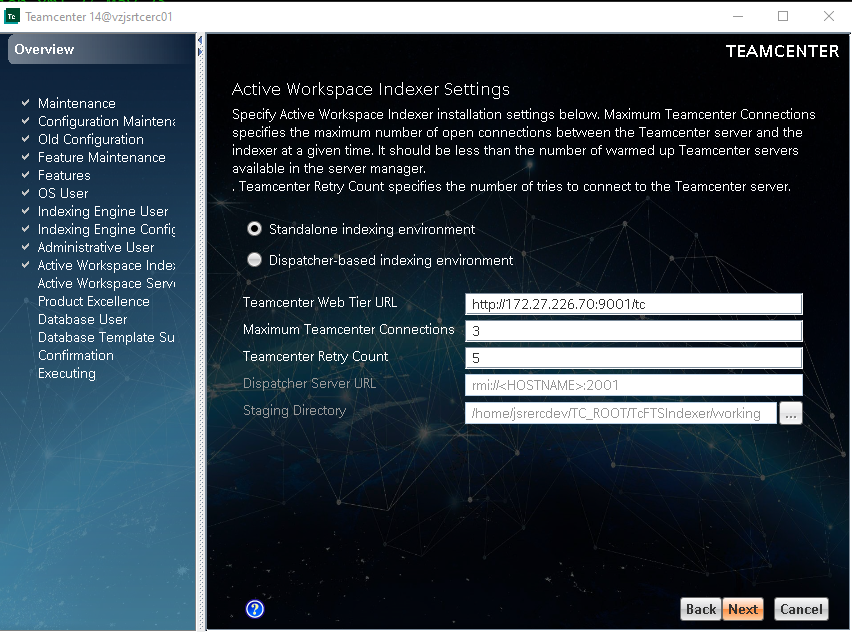 Teamcenter 14@vzjsrtcerc01
Overview
TEAMCENTER
Maintenance
Configuration Maintena
Old Configuration
Feature Maintenance
Features
OS User
Indexing Engine User
Indexing Engine Config
Administrative User
Active Workspace Index
Active Workspace Serv
Product Excellence
Database User
Database Template Su
Confirmation
Executing
Active Workspace Indexer Settings
Specify Active Workspace Indexer installation settings below. Maximum Teamcenter Connections
specifies the maximum number of open connections between the Teamcenter server and the
indexer at a given time. It should be less than the number of warmed up Teamcenter servers
available in the server manager.
. Teamcenter Retry Count specifies the number of tries to connect to the Teamcenter server.
Standalone indexing environment
Dispatcher-based indexing environment
Teamcenter Web Tier URL http://172.27.226.70:9001/tc
Maximum Teamcenter Connections 3
Teamcenter Retry Count 5
Dispatcher Server URL rmi://<HOSTNAME>:2001
Staging Directory /home/jsrercdev/TC_ROOT/TcFTSIndexer/working ...
? Back Next Cancel